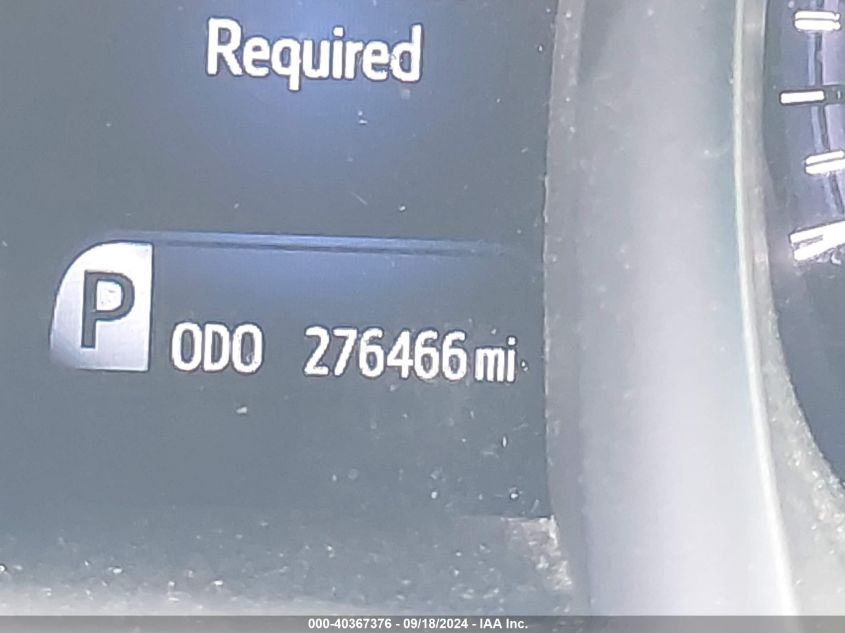 Required
P
ODO 276466 mi
000-40367376 - 09/18/2024 - IAA Inc.